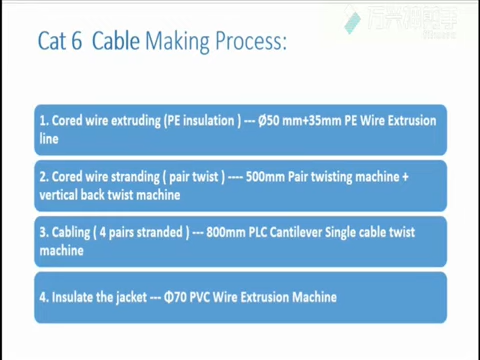 Cat 6 Cable Making Process:
1. Cored wire extruding (PE insulation ) --- Ø50 mm+35mm PE Wire Extrusion
line
2. Cored wire stranding ( pair twist ) ---- 500mm Pair twisting machine +
vertical back twist machine
3. Cabling ( 4 pairs stranded ) --- 800mm PLC Cantilever Single cable twist
machine
4. Insulate the jacket --- Φ70 PVC Wire Extrusion Machine